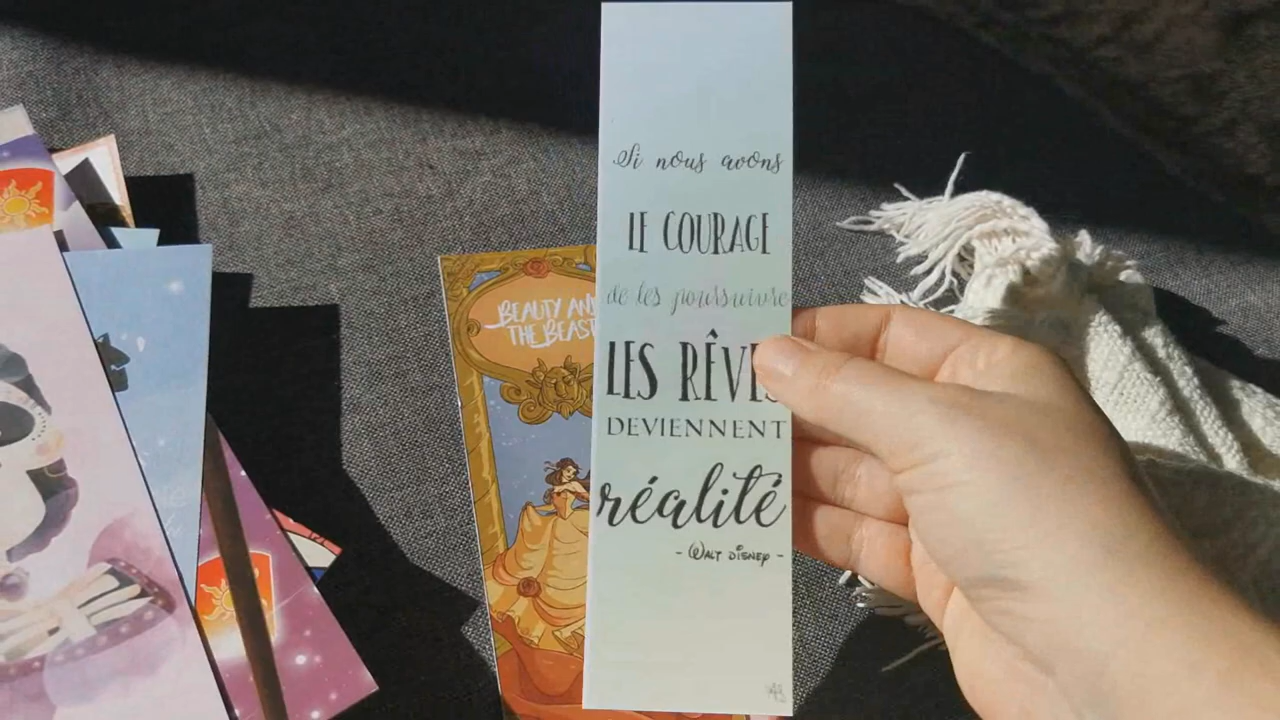 Si nous avons
LE COURAGE
de les poursuivre
LES RÊVES
DEVIENNENT
réalité
- WALT DISNEY -
BEAUTY AND
THE BEAST